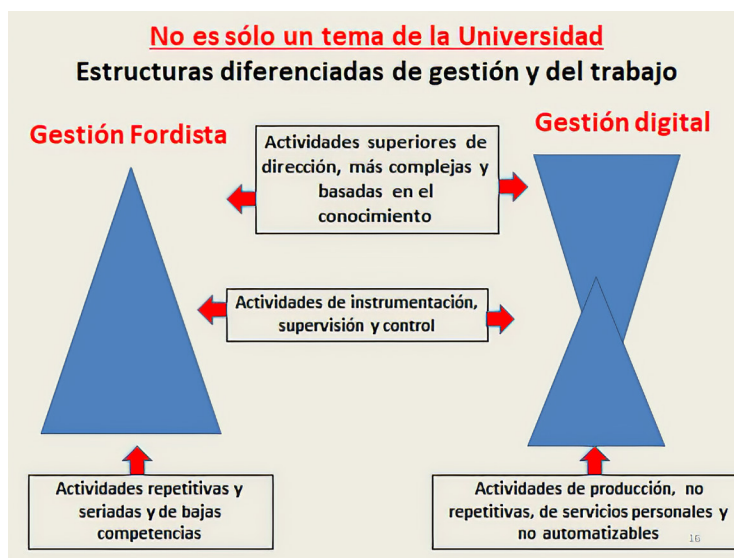 No es sólo un tema de la Universidad
Estructuras diferenciadas de gestión y del trabajo
Gestión Fordista
Actividades superiores de
dirección, más complejas y
basadas en el
conocimiento
Gestión digital
Actividades de instrumentación,
supervisión y control
Actividades repetitivas y
seriadas y de bajas
competencias
Actividades de producción, no
repetitivas, de servicios personales y
no automatizables
16